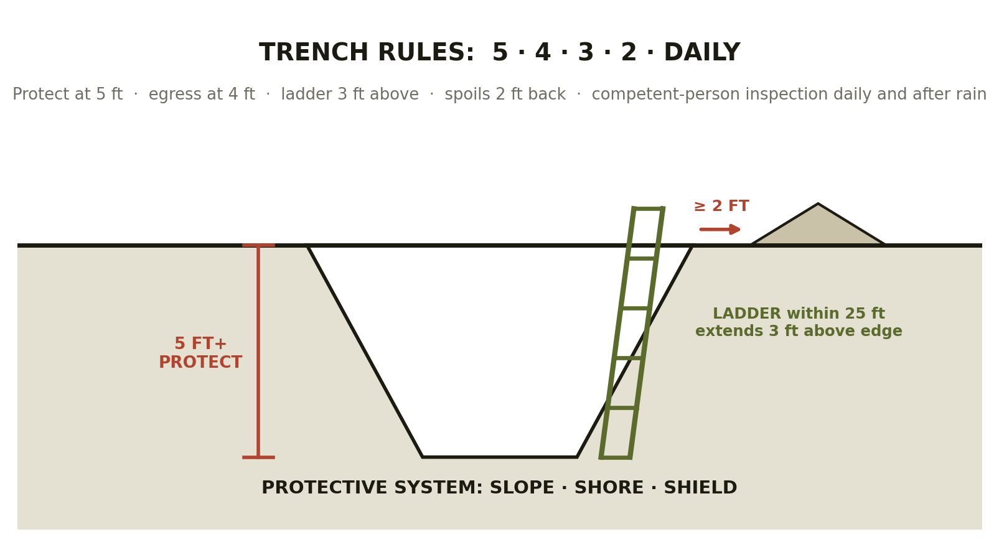 TRENCH RULES:  5 · 4 · 3 · 2 · DAILY
Protect at 5 ft  ·  egress at 4 ft  ·  ladder 3 ft above  ·  spoils 2 ft back  ·  competent-person inspection daily and after rain
≥ 2 FT
LADDER within 25 ft
extends 3 ft above edge
5 FT+
PROTECT
PROTECTIVE SYSTEM: SLOPE · SHORE · SHIELD